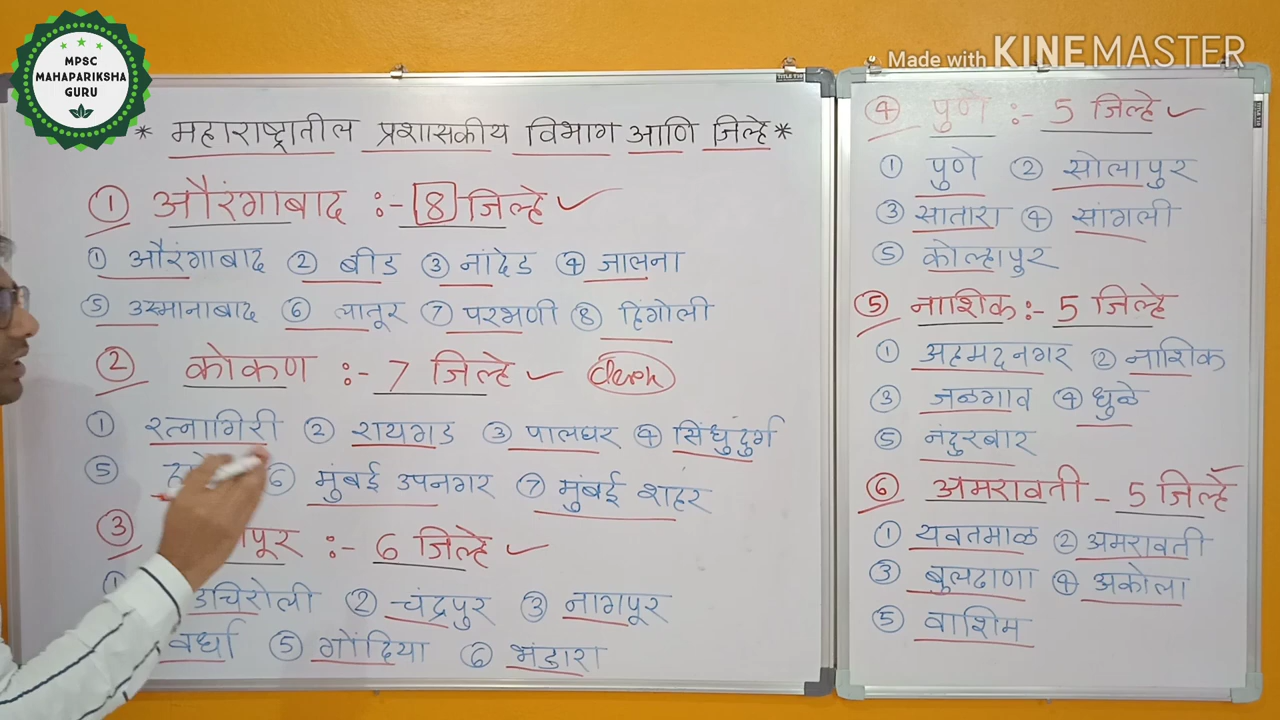 MPSC
MAHAPARIKSHA
GURU
Made with KINEMASTER
* महाराष्ट्रातील प्रशासकीय विभाग आणि जिल्हे *
① औरंगाबाद :- 8 जिल्हे ✓
① औरंगाबाद ② बीड ③ नांदेड ④ जालना
⑤ उस्मानाबाद ⑥ लातूर ⑦ परभणी ⑧ हिंगोली
② कोकण :- 7 जिल्हे ✓
① रत्नागिरी ② रायगड ③ पालघर ④ सिंधुदुर्ग
⑤ ⑥ मुंबई उपनगर ⑦ मुंबई शहर
③ :- 6 जिल्हे ✓
② चंद्रपुर ③ नागपूर
वर्धा ⑤ गोंदिया ⑥ भंडारा
④ पुणे :- 5 जिल्हे ✓
① पुणे ② सोलापुर
③ सातारा ④ सांगली
⑤ कोल्हापुर
⑤ नाशिक :- 5 जिल्हे
① अहमदनगर ② नाशिक
③ जळगाव ④ धुळे
⑤ नंदुरबार
⑥ अमरावती - 5 जिल्हे
① यवतमाळ ② अमरावती
③ बुलढाणा ④ अकोला
⑤ वाशिम